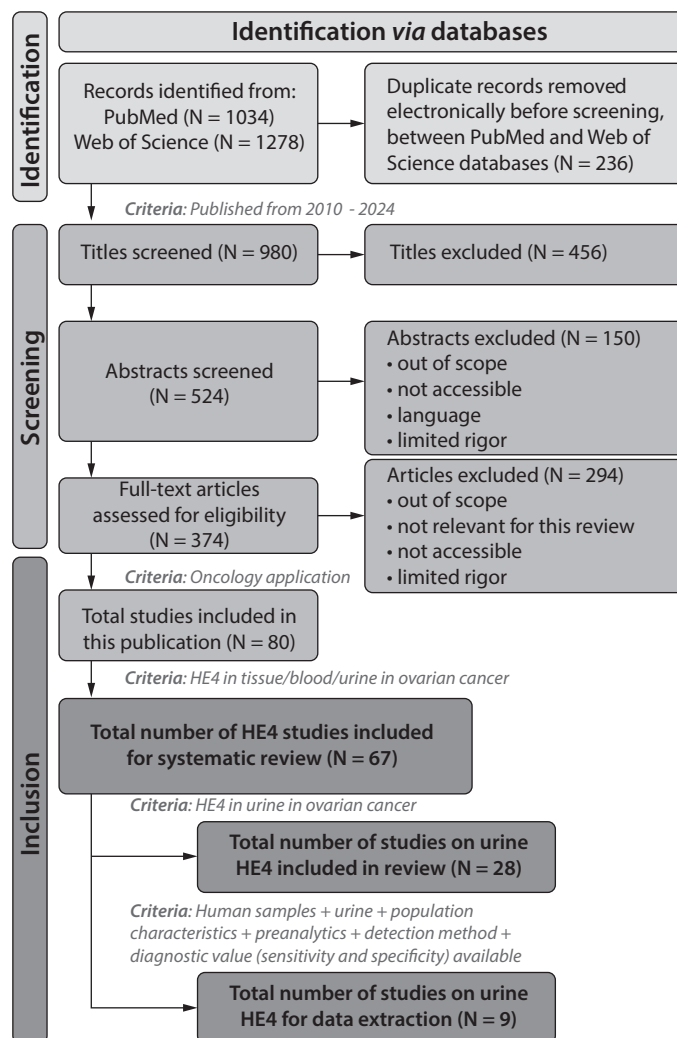 Identification via databases
Identification
Records identified from:
PubMed (N = 1034)
Web of Science (N = 1278)
Duplicate records removed
electronically before screening,
between PubMed and Web of
Science databases (N = 236)
Criteria: Published from 2010 - 2024
Screening
Titles screened (N = 980)
Titles excluded (N = 456)
Abstracts screened
(N = 524)
Abstracts excluded (N = 150)
• out of scope
• not accessible
• language
• limited rigor
Full-text articles
assessed for eligibility
(N = 374)
Articles excluded (N = 294)
• out of scope
• not relevant for this review
• not accessible
• limited rigor
Criteria: Oncology application
Inclusion
Total studies included in
this publication (N = 80)
Criteria: HE4 in tissue/blood/urine in ovarian cancer
Total number of HE4 studies included
for systematic review (N = 67)
Criteria: HE4 in urine in ovarian cancer
Total number of studies on urine
HE4 included in review (N = 28)
Criteria: Human samples + urine + population
characteristics + preanalytics + detection method +
diagnostic value (sensitivity and specificity) available
Total number of studies on urine
HE4 for data extraction (N = 9)